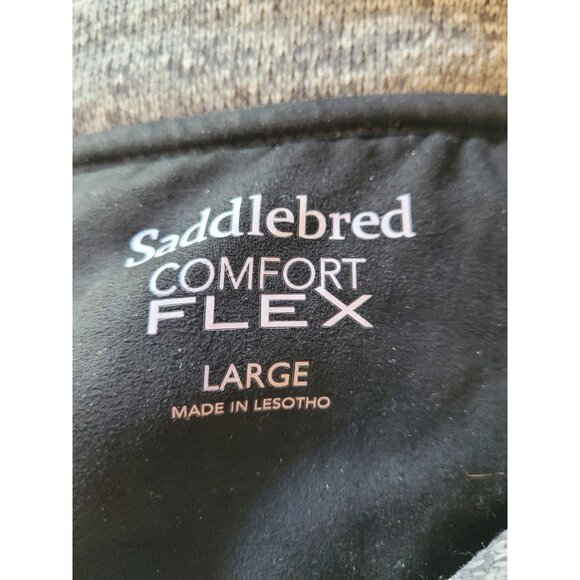 Saddlebred
COMFORT
FLEX
LARGE
MADE IN LESOTHO